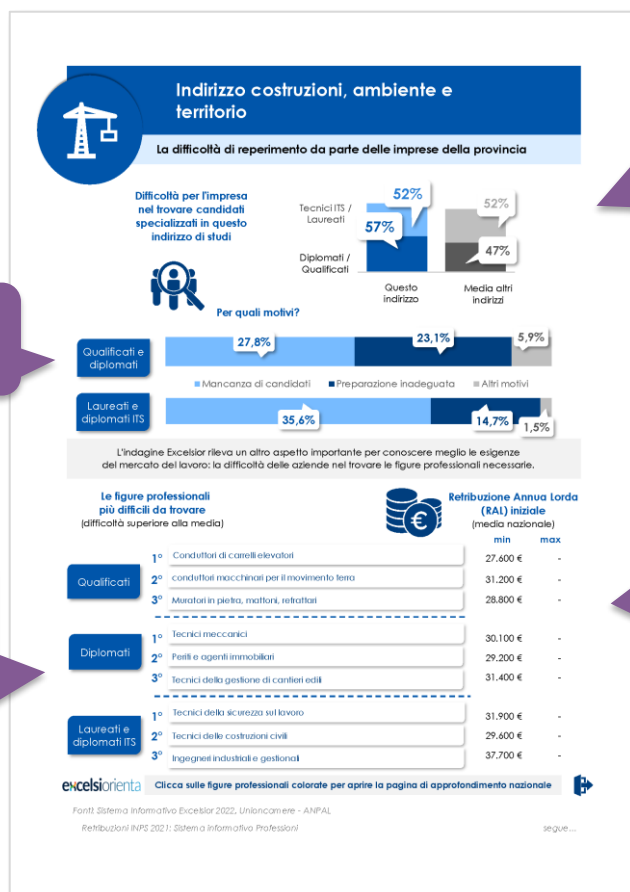 Indirizzo costruzioni, ambiente e
territorio
La difficoltà di reperimento da parte delle imprese della provincia
Difficoltà per l'impresa
nel trovare candidati
specializzati in questo
indirizzo di studi
Tecnici ITS /
Laureati
Diplomati /
Qualificati
52%
57%
52%
47%
Questo
indirizzo
Media altri
indirizzi
Per quali motivi?
Qualificati e
diplomati
27,8%
23,1%
5,9%
Mancanza di candidati
Preparazione inadeguata
Altri motivi
Laureati e
diplomati ITS
35,6%
14,7%
1,5%
L'indagine Excelsior rileva un altro aspetto importante per conoscere meglio le esigenze
del mercato del lavoro: la difficoltà delle aziende nel trovare le figure professionali necessarie.
Le figure professionali
più difficili da trovare
(difficoltà superiore alla media)
Retribuzione Annua Lorda
(RAL) iniziale
(media nazionale)
min max
Qualificati
1° Conduttori di carrelli elevatori 27.600 € -
2° conduttori macchinari per il movimento terra 31.200 € -
3° Muratori in pietra, mattoni, refrattari 28.800 € -
Diplomati
1° Tecnici meccanici 30.100 € -
2° Periti e agenti immobiliari 29.200 € -
3° Tecnici della gestione di cantieri edili 31.400 € -
Laureati e
diplomati ITS
1° Tecnici della sicurezza sul lavoro 31.900 € -
2° Tecnici delle costruzioni civili 29.600 € -
3° Ingegneri industriali e gestionali 37.700 € -
excelsiorienta
Clicca sulle figure professionali colorate per aprire la pagina di approfondimento nazionale
Fonti: Sistema Informativo Excelsior 2022, Unioncamere - ANPAL
Retribuzioni INPS 2021: Sistema Informativo Professioni
segue...